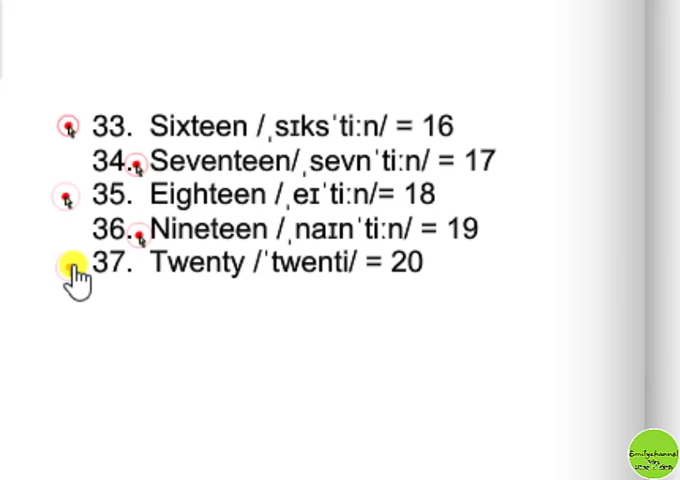 33. Sixteen /ˌsɪksˈtiːn/ = 16
34. Seventeen/ˌsevnˈtiːn/ = 17
35. Eighteen /ˌeɪˈtiːn/= 18
36. Nineteen /ˌnaɪnˈtiːn/ = 19
37. Twenty /ˈtwenti/ = 20
Emilychannel